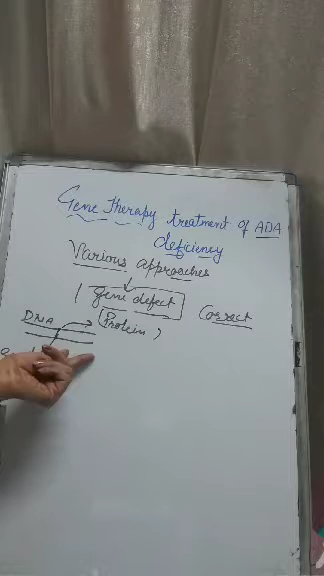 Gene Therapy treatment of ADA
deficiency
Various approaches
( Gene defect Correct
DNA Protein )